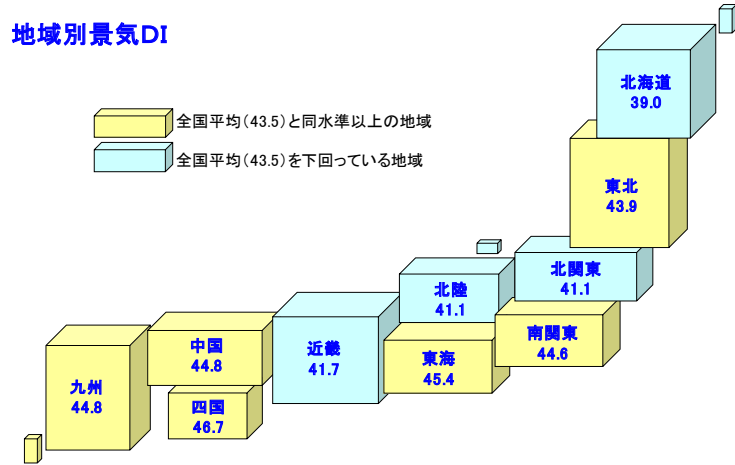 地域別景気DI
全国平均(43.5)と同水準以上の地域
全国平均(43.5)を下回っている地域
北海道
39.0
東北
43.9
北関東
41.1
北陸
41.1
南関東
44.6
東海
45.4
近畿
41.7
中国
44.8
四国
46.7
九州
44.8